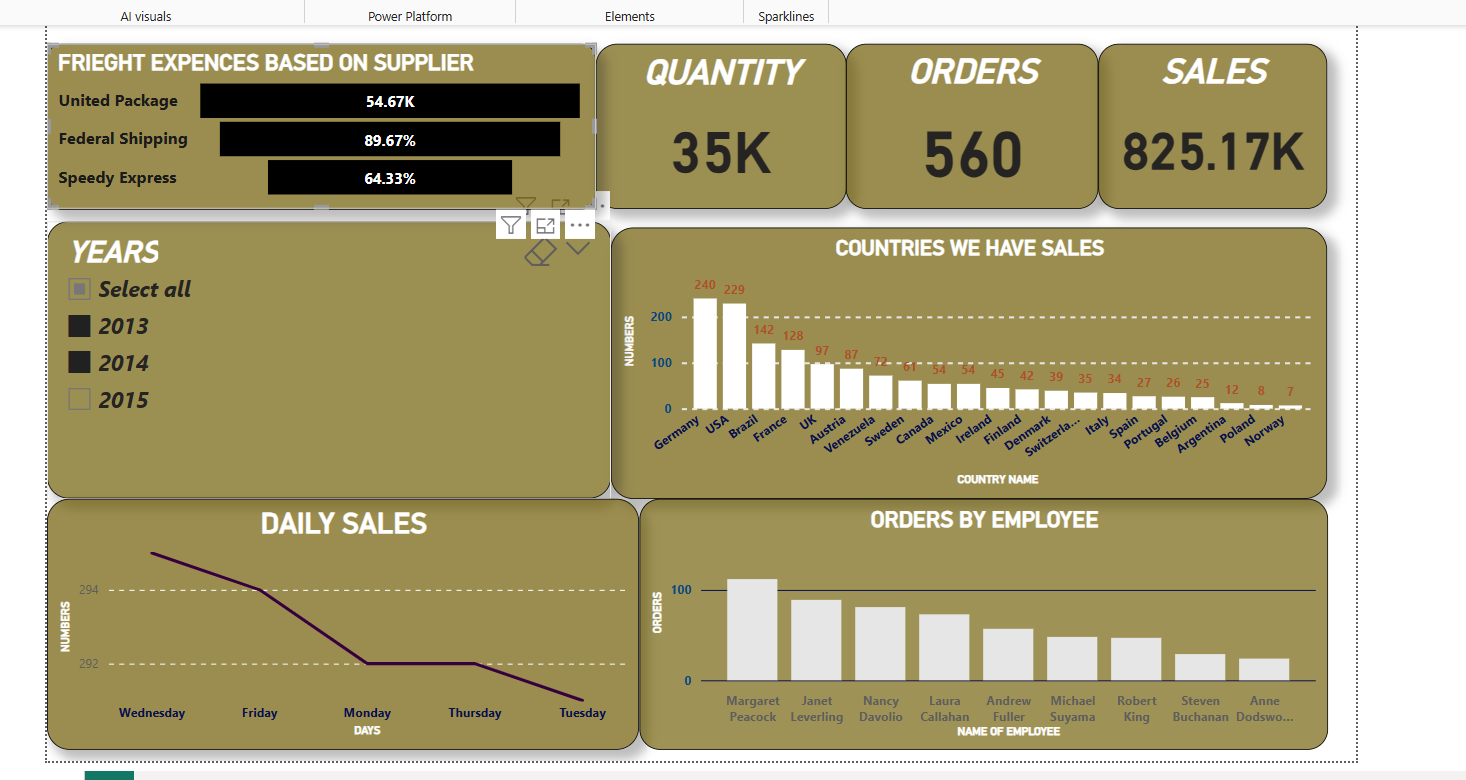 AI visuals
Power Platform
Elements
Sparklines
FRIEGHT EXPENCES BASED ON SUPPLIER
United Package 54.67K
Federal Shipping 89.67%
Speedy Express 64.33%
QUANTITY
35K
ORDERS
560
SALES
825.17K
YEARS
Select all
2013
2014
2015
COUNTRIES WE HAVE SALES
NUMBERS
200
100
0
240 229 142 128 97 87 72 61 54 54 45 42 39 35 34 27 26 25 12 8 7
Germany USA Brazil France UK Austria Venezuela Sweden Canada Mexico Ireland Finland Denmark Switzerla... Italy Spain Portugal Belgium Argentina Poland Norway
COUNTRY NAME
DAILY SALES
NUMBERS
294
292
Wednesday Friday Monday Thursday Tuesday
DAYS
ORDERS BY EMPLOYEE
ORDERS
100
0
Margaret Janet Nancy Laura Andrew Michael Robert Steven Anne
Peacock Leverling Davolio Callahan Fuller Suyama King Buchanan Dodswo...
NAME OF EMPLOYEE